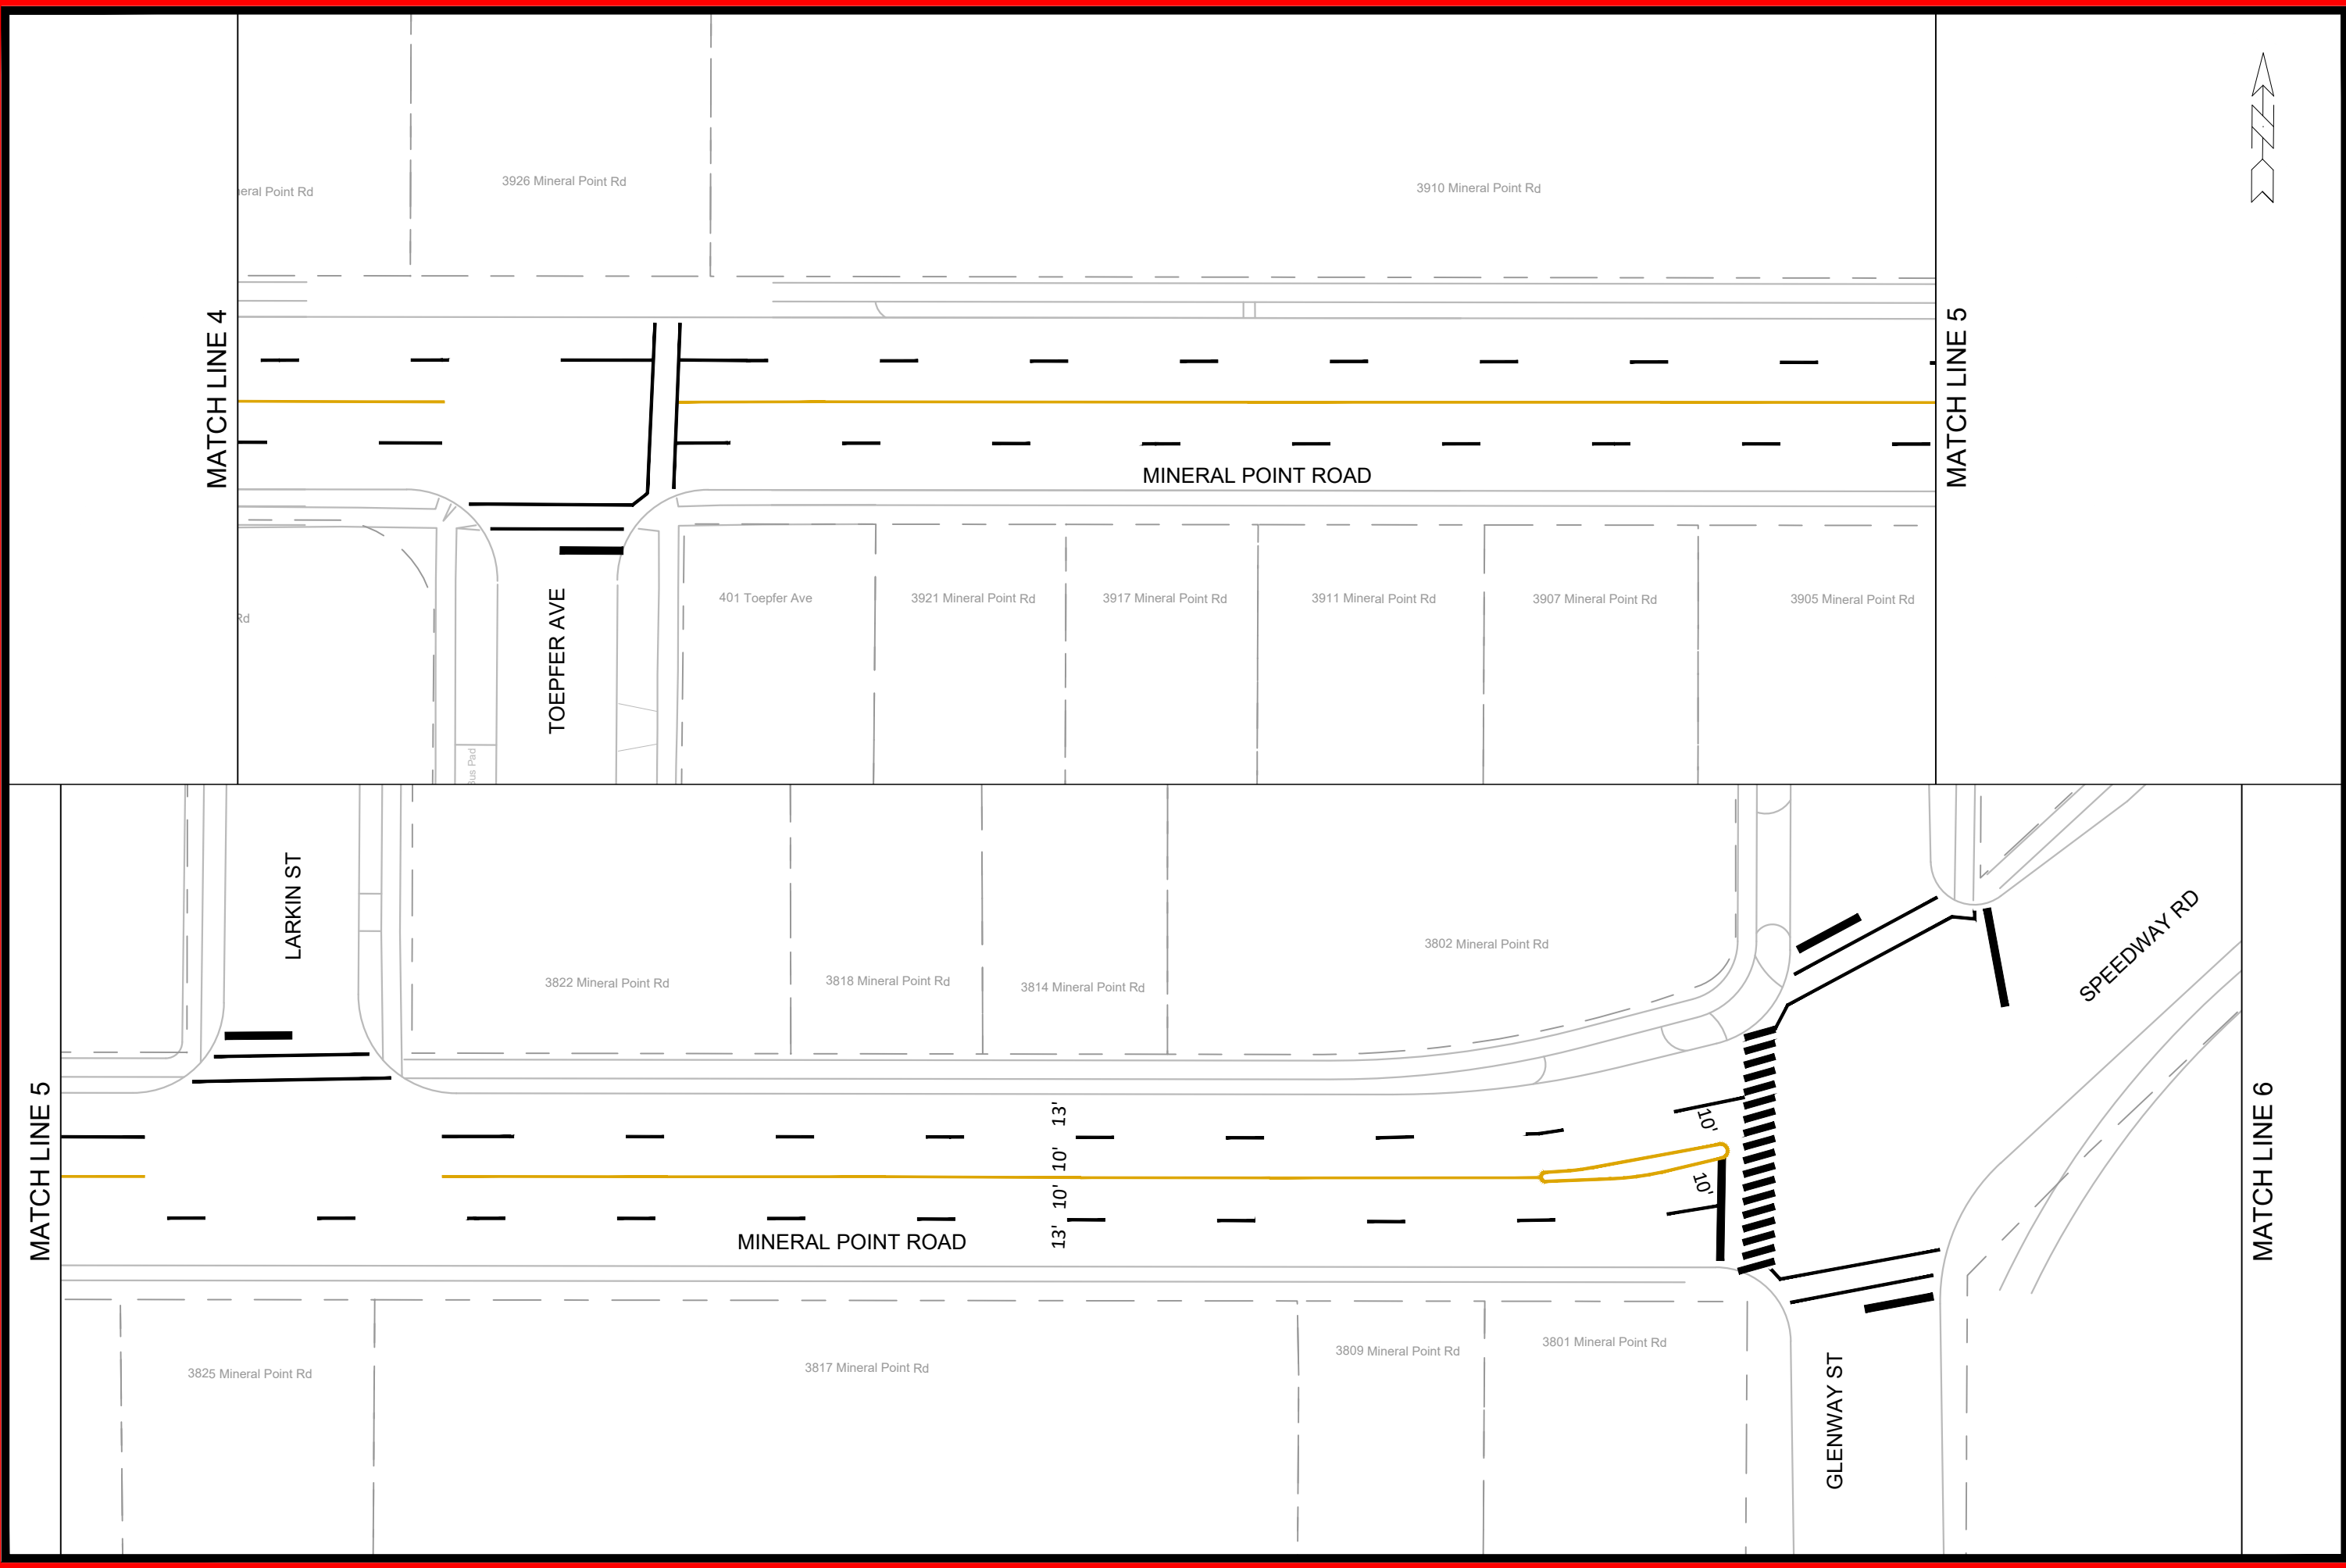 neral Point Rd
3926 Mineral Point Rd
3910 Mineral Point Rd
N
MATCH LINE 4
MATCH LINE 5
MINERAL POINT ROAD
Rd
TOEPFER AVE
401 Toepfer Ave
3921 Mineral Point Rd
3917 Mineral Point Rd
3911 Mineral Point Rd
3907 Mineral Point Rd
3905 Mineral Point Rd
Bus Pad
LARKIN ST
3822 Mineral Point Rd
3818 Mineral Point Rd
3814 Mineral Point Rd
3802 Mineral Point Rd
SPEEDWAY RD
MATCH LINE 5
13'
10'
10'
13'
10'
10'
MATCH LINE 6
MINERAL POINT ROAD
3825 Mineral Point Rd
3817 Mineral Point Rd
3809 Mineral Point Rd
3801 Mineral Point Rd
GLENWAY ST